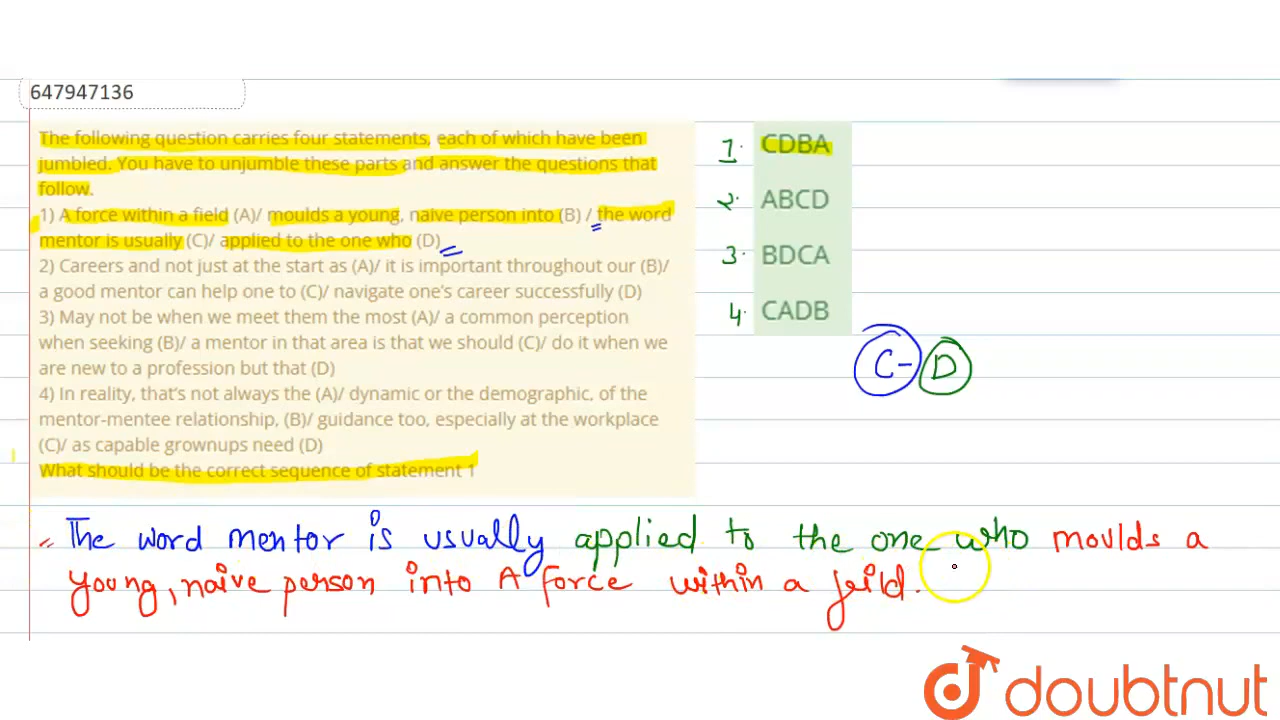 647947136
The following question carries four statements, each of which have been
jumbled. You have to unjumble these parts and answer the questions that
follow.
1) A force within a field (A)/ moulds a young, naive person into (B) / the word
mentor is usually (C)/ applied to the one who (D)
2) Careers and not just at the start as (A)/ it is important throughout our (B)/
a good mentor can help one to (C)/ navigate one's career successfully (D)
3) May not be when we meet them the most (A)/ a common perception
when seeking (B)/ a mentor in that area is that we should (C)/ do it when we
are new to a profession but that (D)
4) In reality, that's not always the (A)/ dynamic or the demographic, of the
mentor-mentee relationship, (B)/ guidance too, especially at the workplace
(C)/ as capable grownups need (D)
What should be the correct sequence of statement 1
1. CDBA
2. ABCD
3. BDCA
4. CADB
C - D
The word mentor is usually applied to the one who moulds a
young, naive person into A force within a feild.
doubtnut